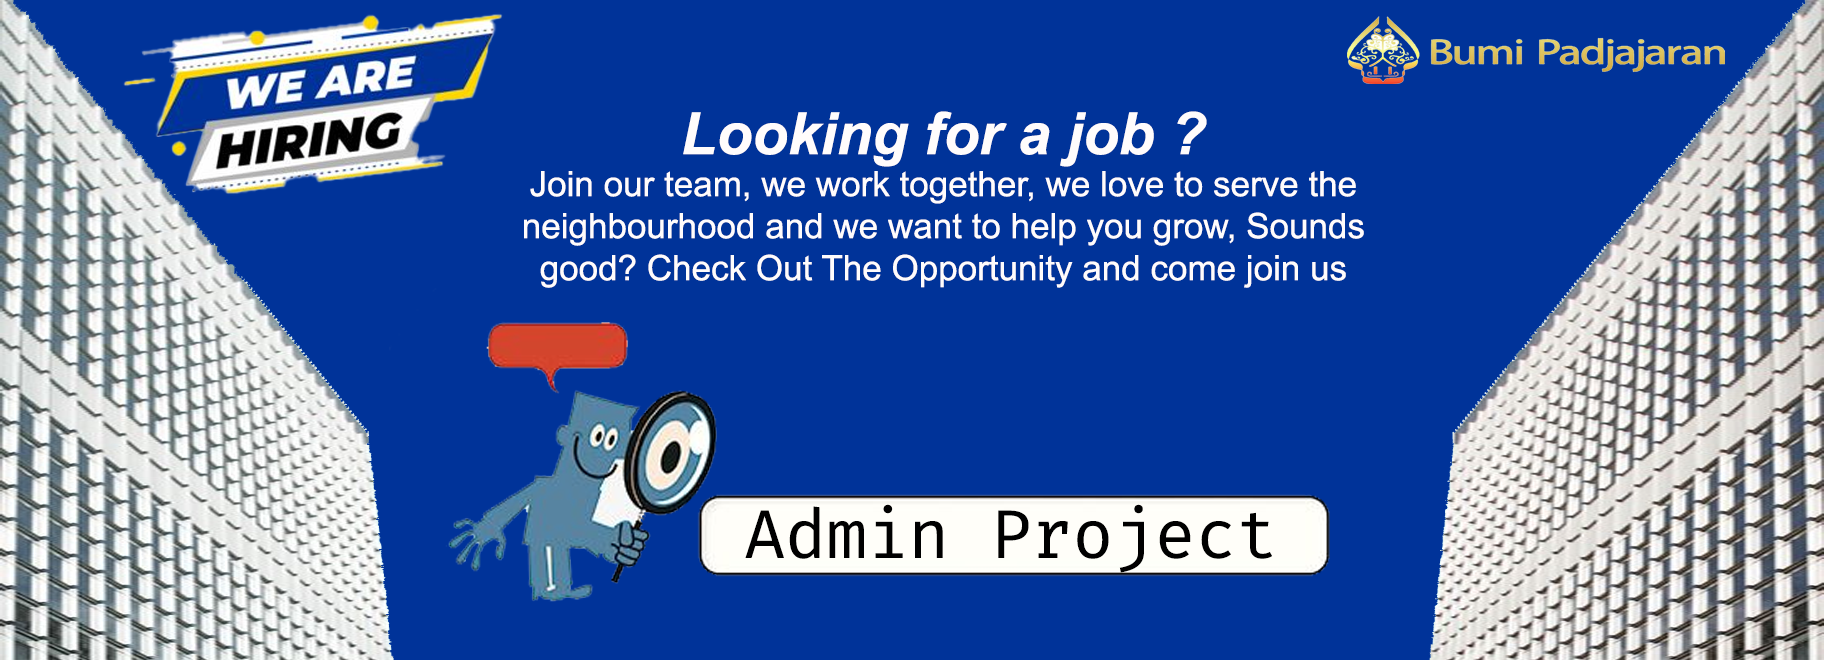 WE ARE
HIRING
Bumi Padjajaran
Looking for a job ?
Join our team, we work together, we love to serve the
neighbourhood and we want to help you grow, Sounds
good? Check Out The Opportunity and come join us
Admin Project